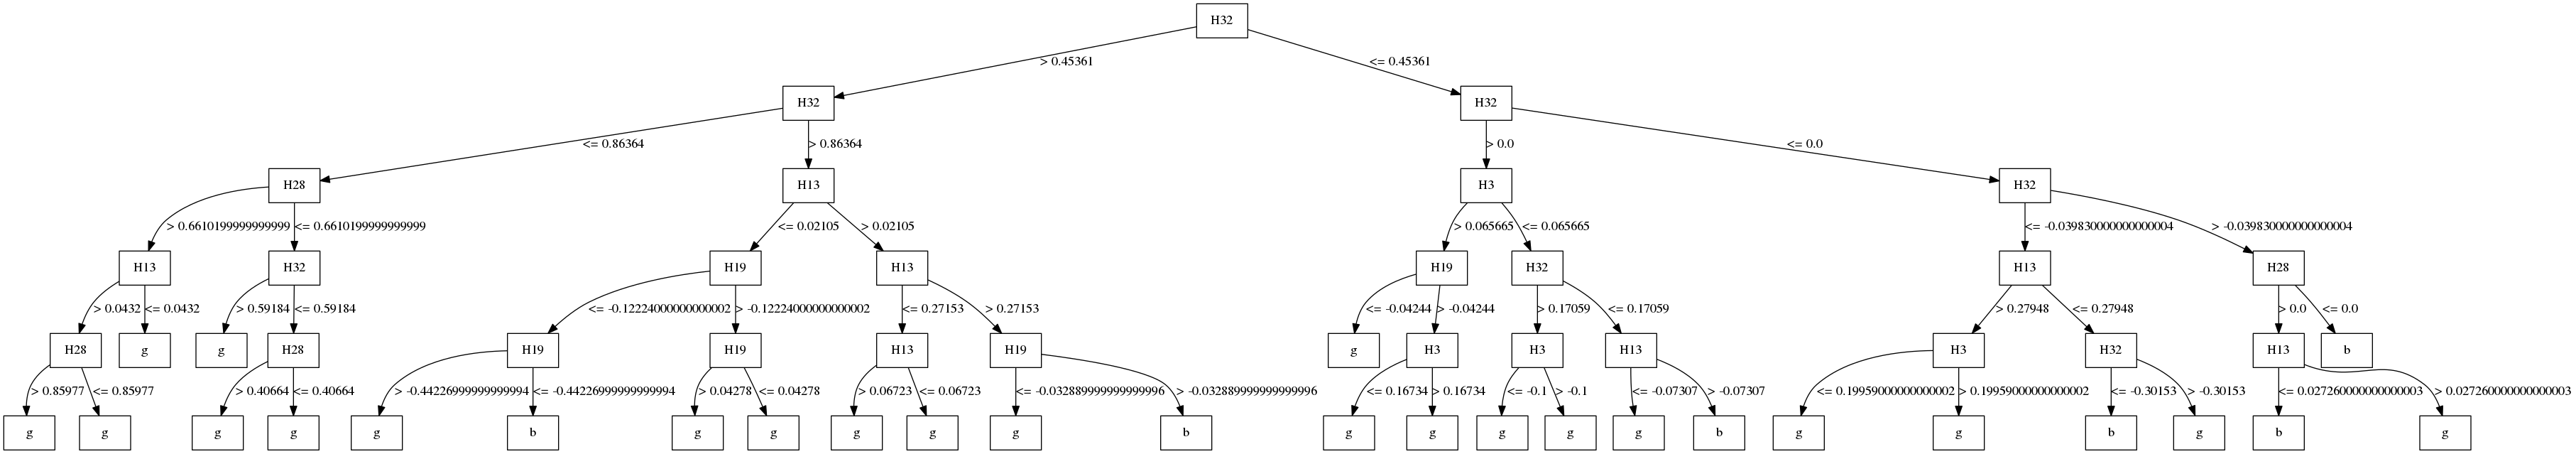 H32
> 0.45361
<= 0.45361
H32
H32
<= 0.86364
> 0.86364
> 0.0
<= 0.0
H28
H13
H3
H32
> 0.6610199999999999
<= 0.6610199999999999
<= 0.02105
> 0.02105
> 0.065665
<= 0.065665
<= -0.039830000000000004
> -0.039830000000000004
H13
H32
H19
H13
H19
H32
H13
H28
> 0.0432
<= 0.0432
> 0.59184
<= 0.59184
<= -0.12224000000000002
> -0.12224000000000002
<= 0.27153
> 0.27153
<= -0.04244
> -0.04244
> 0.17059
<= 0.17059
> 0.27948
<= 0.27948
> 0.0
<= 0.0
H28
g
g
H28
H19
H19
H13
H19
g
H3
H3
H13
H3
H32
H13
b
> 0.85977
<= 0.85977
> 0.40664
<= 0.40664
> -0.44226999999999994
<= -0.44226999999999994
> 0.04278
<= 0.04278
> 0.06723
<= 0.06723
<= -0.032889999999999996
> -0.032889999999999996
<= 0.16734
> 0.16734
<= -0.1
> -0.1
<= -0.07307
> -0.07307
<= 0.19959000000000002
> 0.19959000000000002
<= -0.30153
> -0.30153
<= 0.027260000000000003
> 0.027260000000000003
g
g
g
g
g
b
g
g
g
g
g
b
g
g
g
g
g
b
g
g
b
g
b
g